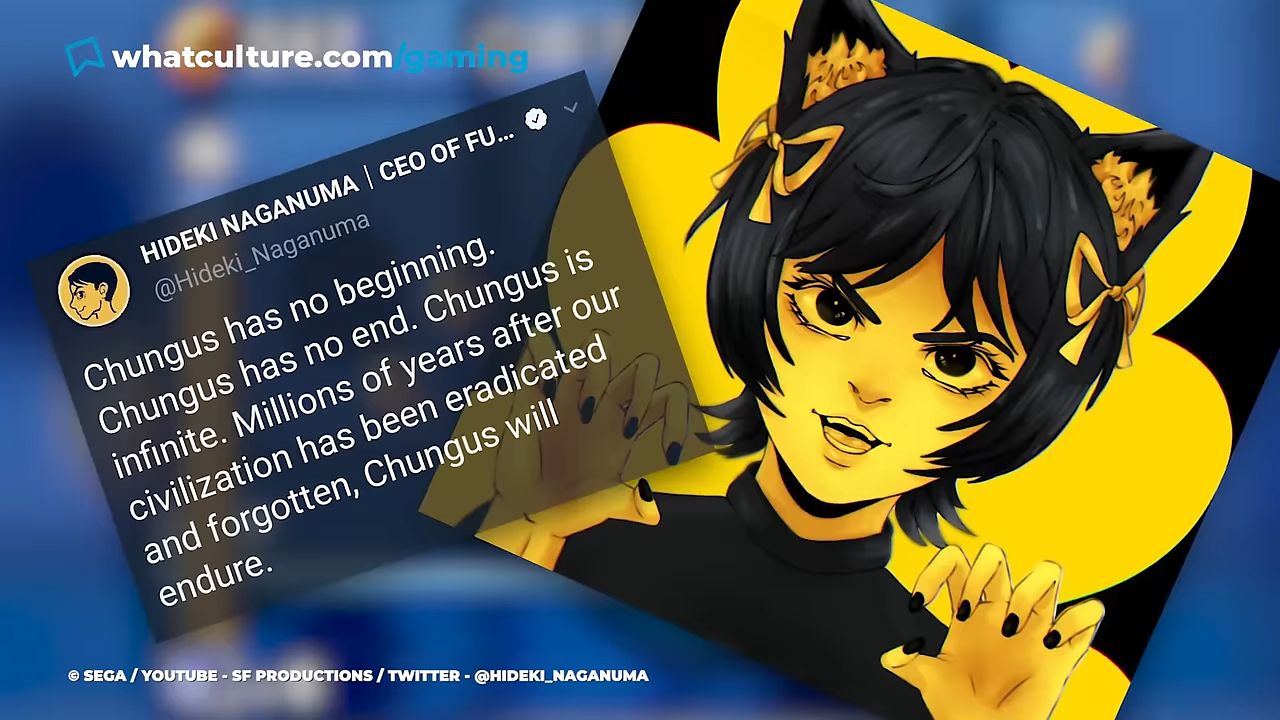 whatculture.com/gaming
HIDEKI NAGANUMA | CEO OF FU...
@Hideki_Naganuma
Chungus has no beginning.
Chungus has no end. Chungus is
infinite. Millions of years after our
civilization has been eradicated
and forgotten, Chungus will
endure.
© SEGA / YOUTUBE - SF PRODUCTIONS / TWITTER - @HIDEKI_NAGANUMA